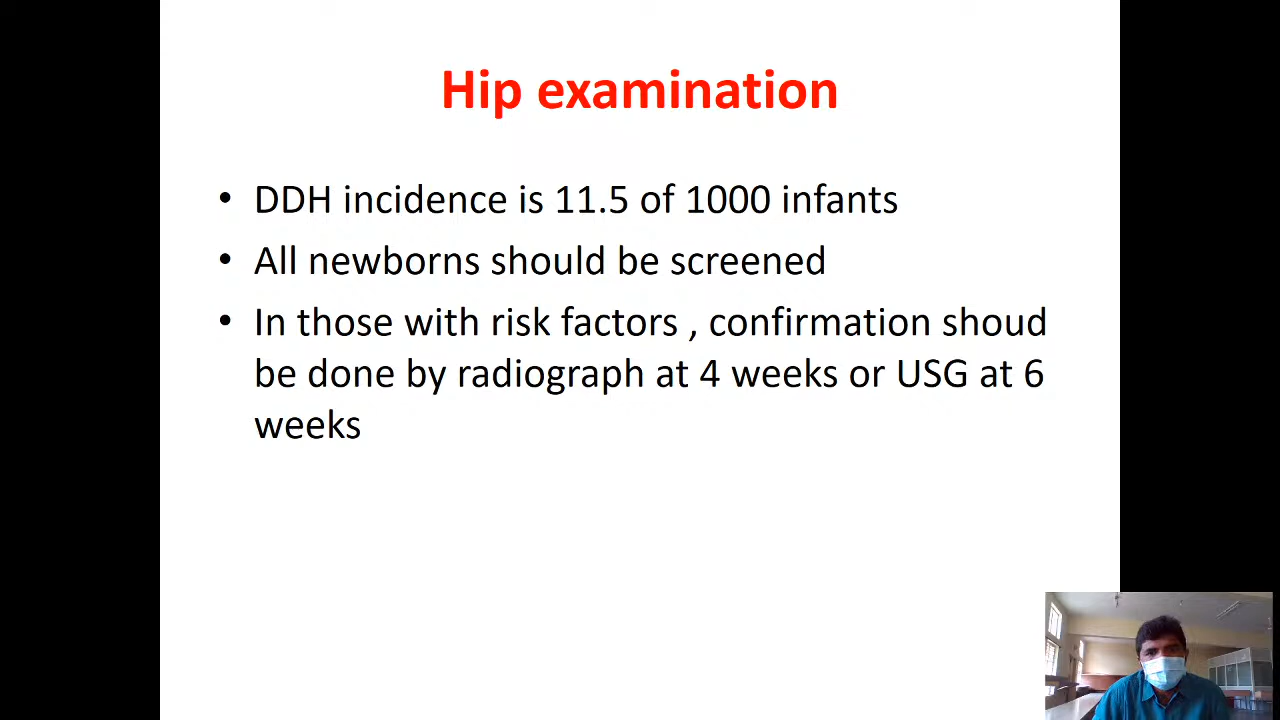 Hip examination
• DDH incidence is 11.5 of 1000 infants
• All newborns should be screened
• In those with risk factors , confirmation shoud
be done by radiograph at 4 weeks or USG at 6
weeks